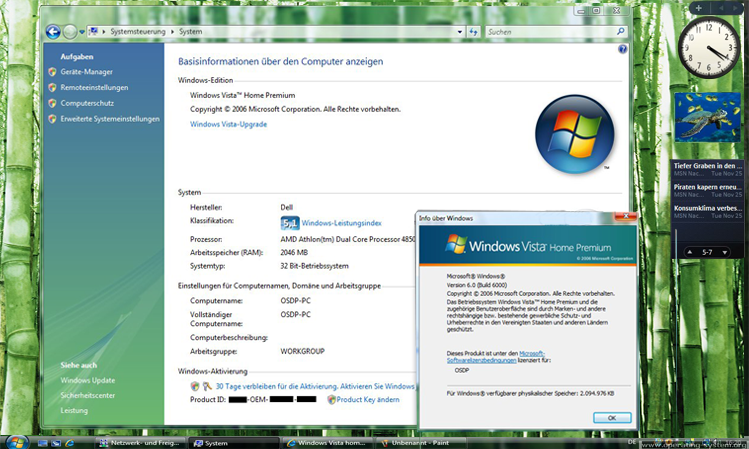 Systemsteuerung
System
Suchen
Aufgaben
Geräte-Manager
Remoteeinstellungen
Computerschutz
Erweiterte Systemeinstellungen
Siehe auch
Windows Update
Sicherheitscenter
Leistung
Basisinformationen über den Computer anzeigen
Windows-Edition
Windows Vista™ Home Premium
Copyright © 2006 Microsoft Corporation. Alle Rechte vorbehalten.
Windows Vista-Upgrade
System
Hersteller: Dell
Klassifikation: 5,1 Windows-Leistungsindex
Prozessor: AMD Athlon(tm) Dual Core Processor 4850
Arbeitsspeicher (RAM): 2046 MB
Systemtyp: 32 Bit-Betriebssystem
Einstellungen für Computernamen, Domäne und Arbeitsgruppe
Computername: OSDP-PC
Vollständiger OSDP-PC
Computername:
Computerbeschreibung:
Arbeitsgruppe: WORKGROUP
Windows-Aktivierung
30 Tage verbleiben für die Aktivierung. Aktivieren Sie Windows
Product ID: -OEM- - Product Key ändern
Info über Windows
Windows Vista™ Home Premium
© 2006 Microsoft Corporation
Microsoft® Windows®
Version 6.0 (Build 6000)
Copyright © 2006 Microsoft Corporation. Alle Rechte vorbehalten.
Das Betriebssystem Windows Vista™ Home Premium und die
zugehörige Benutzeroberfläche sind durch Marken- und andere
rechtshängige bzw. bestehende gewerbliche Schutz- und
Urheberrechte in den Vereinigten Staaten und anderen Ländern
geschützt.
Dieses Produkt ist unter den Microsoft-
Softwarelizenzbedingungen lizenziert für:
OSDP
Für Windows® verfügbarer physikalischer Speicher: 2.094.976 KB
OK
Tiefer Graben in den ...
MSN Nac... Tue Nov 25
Piraten kapern erneu...
MSN Nac... Tue Nov 25
Konsumklima verbes...
MSN Nac... Tue Nov 25
5-7
Netzwerk- und Freig...
System
Windows Vista hom...
Unbenannt - Paint
DE
www.operating-system.org